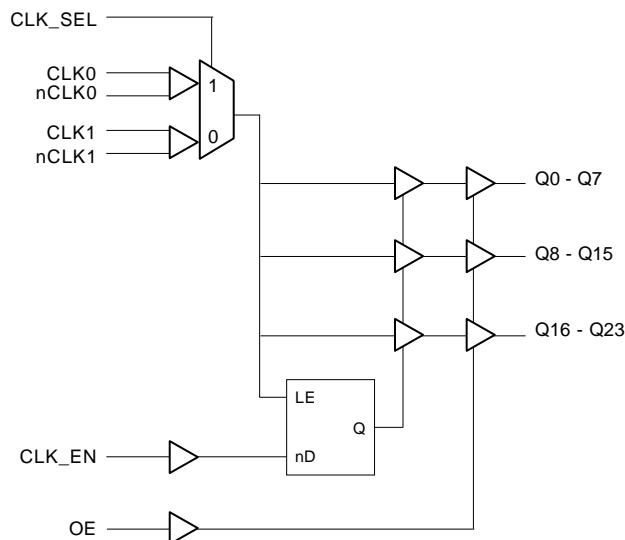 CLK_SEL
CLK0
nCLK0
1
CLK1
nCLK1
0
Q0 - Q7
Q8 - Q15
Q16 - Q23
LE
Q
CLK_EN
nD
OE